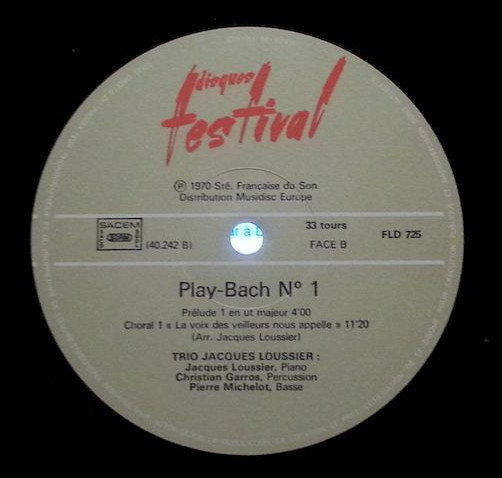 disques
festival
℗ 1970-Sté. Française du Son
Distribution Musidisc Europe
SACEM
(40.242 B)
33 tours
FACE B
FLD 725
Play-Bach Nº 1
Prélude 1 en ut majeur 4'00
Choral 1 « La voix des veilleurs nous appelle » 11'20
(Arr. Jacques Loussier)
TRIO JACQUES LOUSSIER :
Jacques Loussier, Piano
Christian Garros, Percussion
Pierre Michelot, Basse